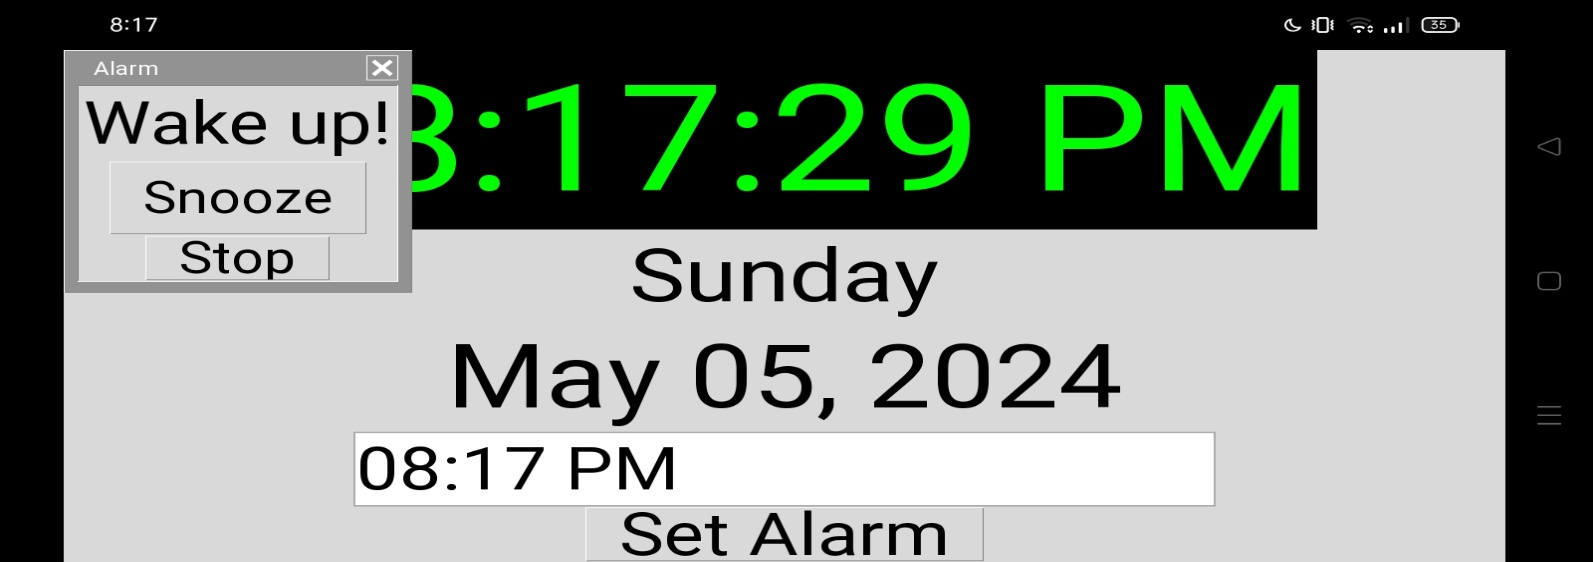 8:17
35
Alarm
Wake up!
Snooze
Stop
8:17:29 PM
Sunday
May 05, 2024
08:17 PM
Set Alarm